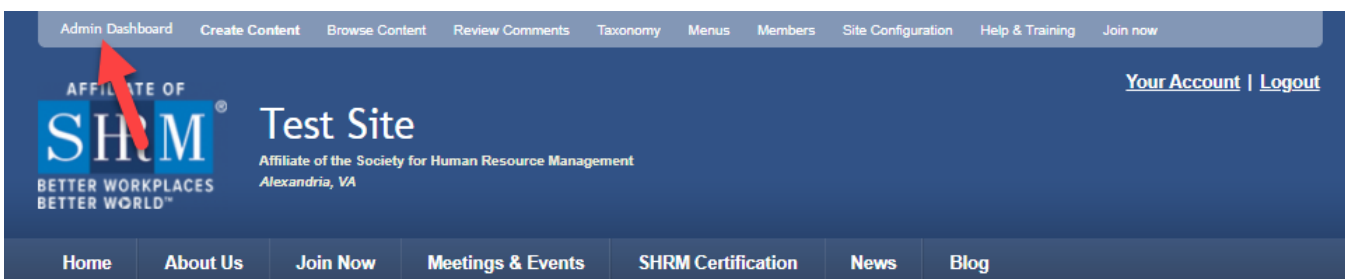 Admin Dashboard Create Content Browse Content Review Comments Taxonomy Menus Members Site Configuration Help & Training Join now
Your Account | Logout
AFFILIATE OF
SHRM®
BETTER WORKPLACES
BETTER WORLD™
Test Site
Affiliate of the Society for Human Resource Management
Alexandria, VA
Home About Us Join Now Meetings & Events SHRM Certification News Blog